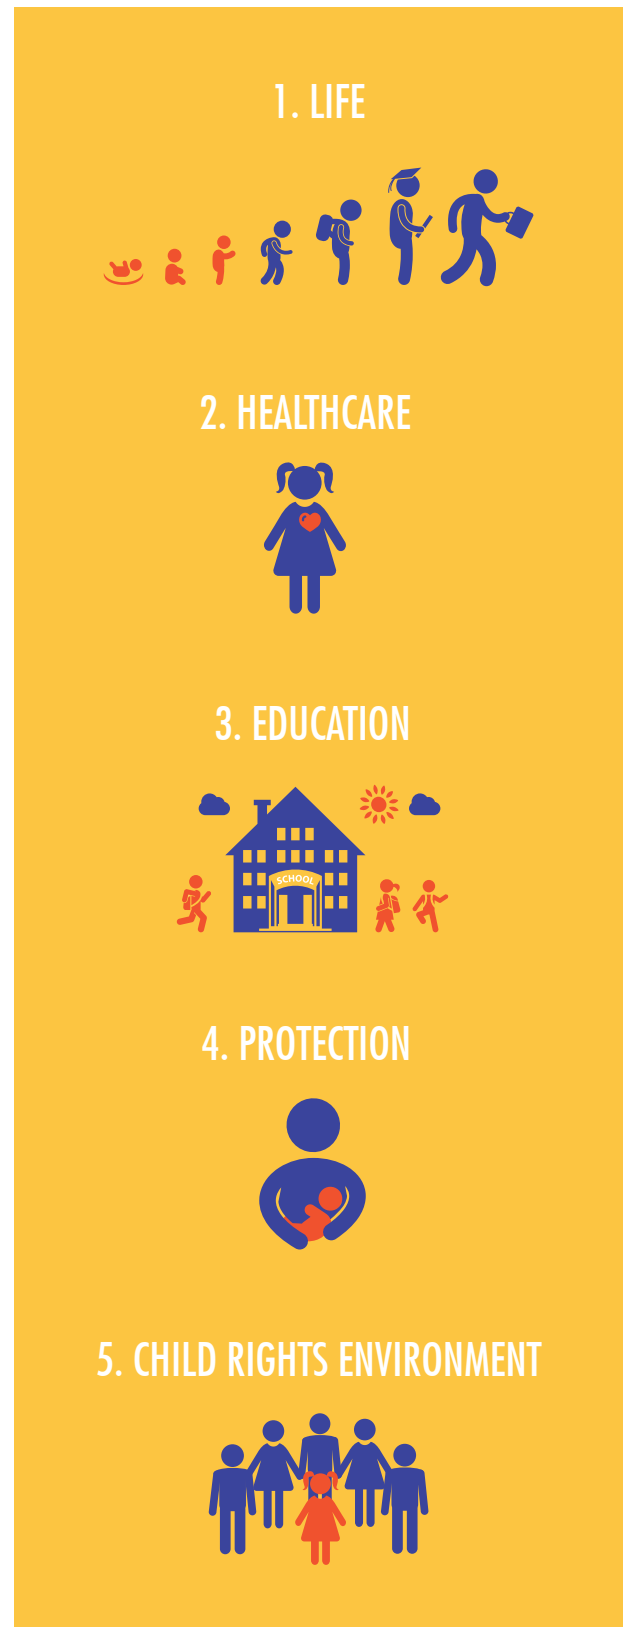 1. LIFE
2. HEALTHCARE
3. EDUCATION
SCHOOL
4. PROTECTION
5. CHILD RIGHTS ENVIRONMENT